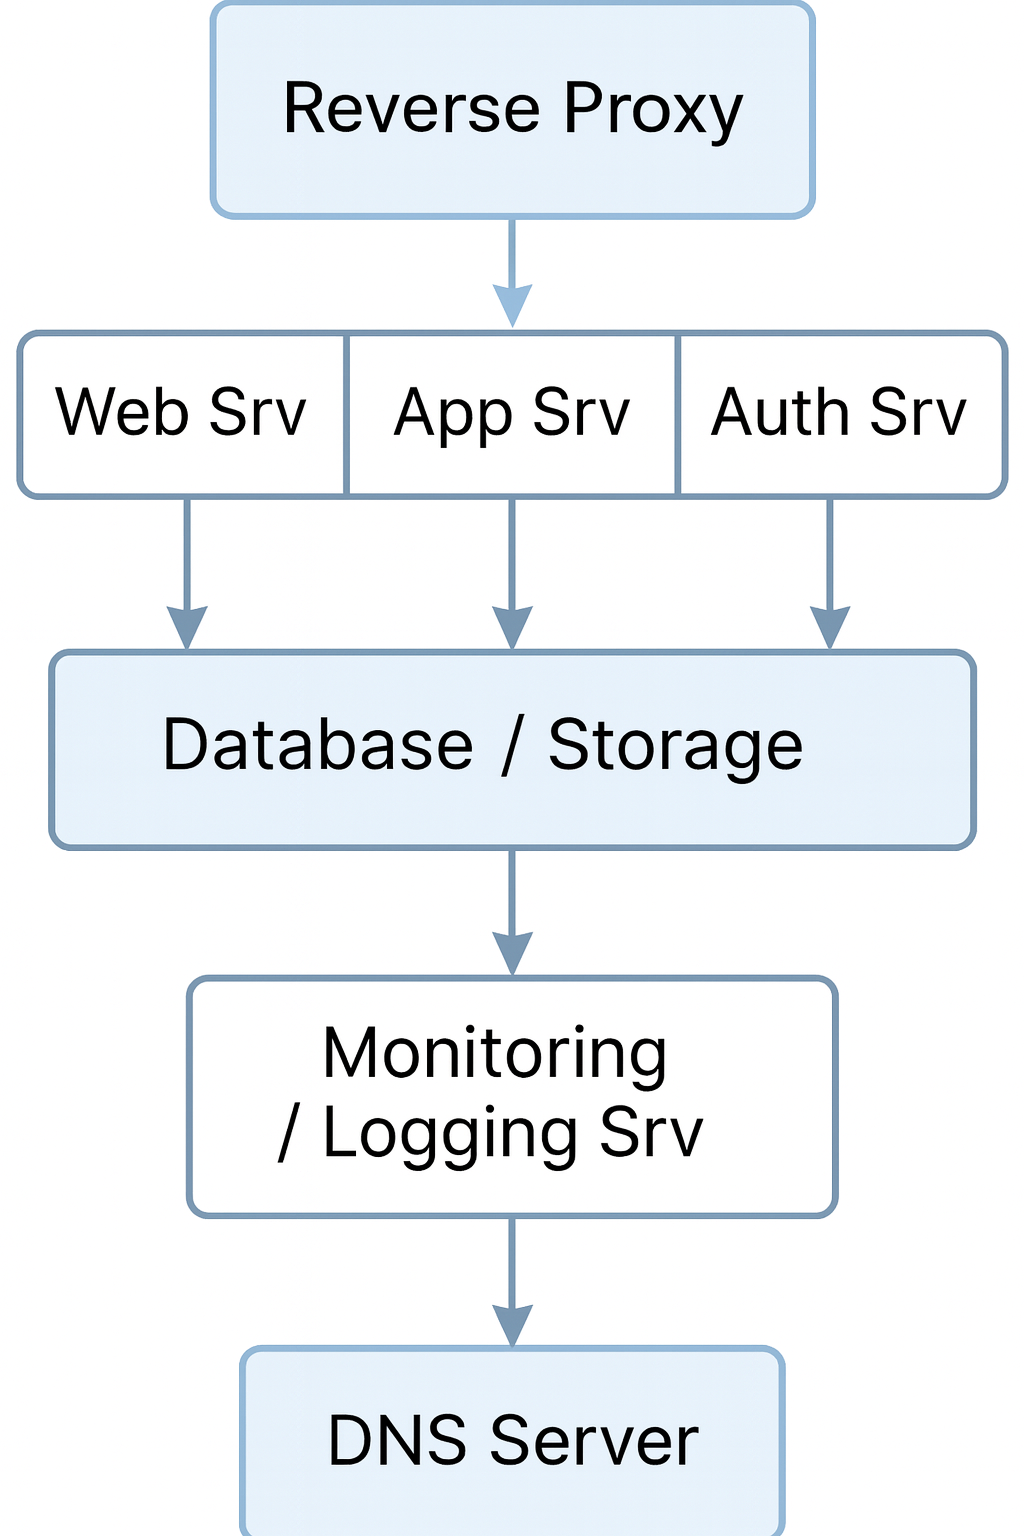 Reverse Proxy
Web Srv
App Srv
Auth Srv
Database / Storage
Monitoring
/ Logging Srv
DNS Server